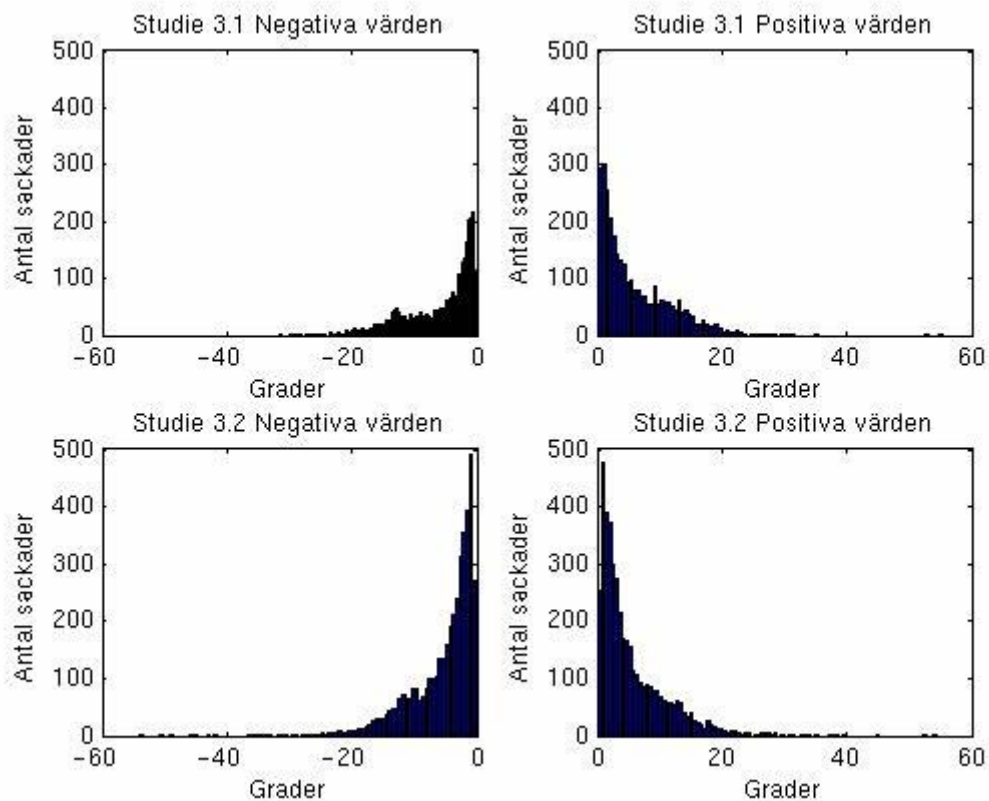 Studie 3.1 Negativa värden
500
400
300
200
100
0
Antal sackader
−60 −40 −20 0
Grader
Studie 3.1 Positiva värden
500
400
300
200
100
0
Antal sackader
0 20 40 60
Grader
Studie 3.2 Negativa värden
500
400
300
200
100
0
Antal sackader
−60 −40 −20 0
Grader
Studie 3.2 Positiva värden
500
400
300
200
100
0
Antal sackader
0 20 40 60
Grader